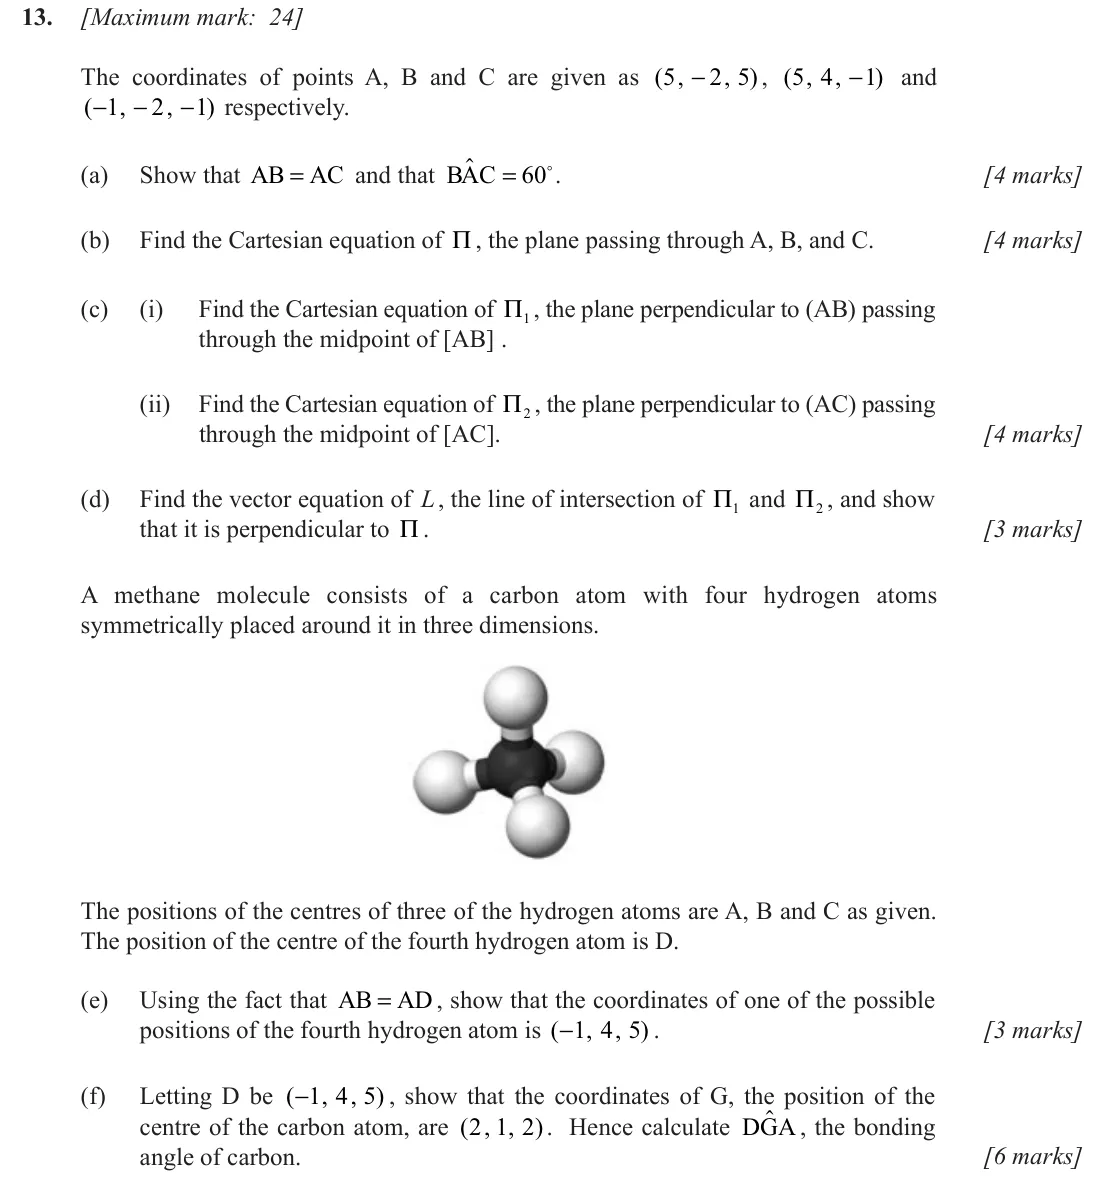 13. [Maximum mark: 24]
The coordinates of points A, B and C are given as (5, −2, 5), (5, 4, −1) and
(−1, −2, −1) respectively.
(a) Show that AB = AC and that BÂC = 60°. [4 marks]
(b) Find the Cartesian equation of Π, the plane passing through A, B, and C. [4 marks]
(c) (i) Find the Cartesian equation of Π₁, the plane perpendicular to (AB) passing
through the midpoint of [AB] .
(ii) Find the Cartesian equation of Π₂, the plane perpendicular to (AC) passing
through the midpoint of [AC]. [4 marks]
(d) Find the vector equation of L, the line of intersection of Π₁ and Π₂, and show
that it is perpendicular to Π. [3 marks]
A methane molecule consists of a carbon atom with four hydrogen atoms
symmetrically placed around it in three dimensions.
The positions of the centres of three of the hydrogen atoms are A, B and C as given.
The position of the centre of the fourth hydrogen atom is D.
(e) Using the fact that AB = AD, show that the coordinates of one of the possible
positions of the fourth hydrogen atom is (−1, 4, 5). [3 marks]
(f) Letting D be (−1, 4, 5), show that the coordinates of G, the position of the
centre of the carbon atom, are (2, 1, 2). Hence calculate DĜA, the bonding
angle of carbon. [6 marks]